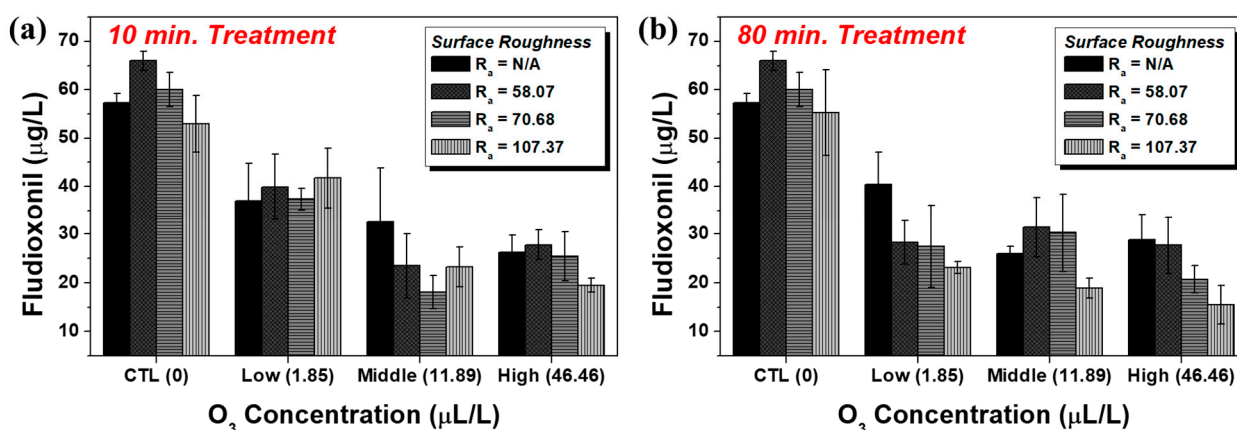 (a)
10 min. Treatment
Surface Roughness
Rₐ = N/A
Rₐ = 58.07
Rₐ = 70.68
Rₐ = 107.37
Fludioxonil (μg/L)
70
60
50
40
30
20
10
CTL (0) Low (1.85) Middle (11.89) High (46.46)
O₃ Concentration (μL/L)
(b)
80 min. Treatment
Surface Roughness
Rₐ = N/A
Rₐ = 58.07
Rₐ = 70.68
Rₐ = 107.37
Fludioxonil (μg/L)
70
60
50
40
30
20
10
CTL (0) Low (1.85) Middle (11.89) High (46.46)
O₃ Concentration (μL/L)